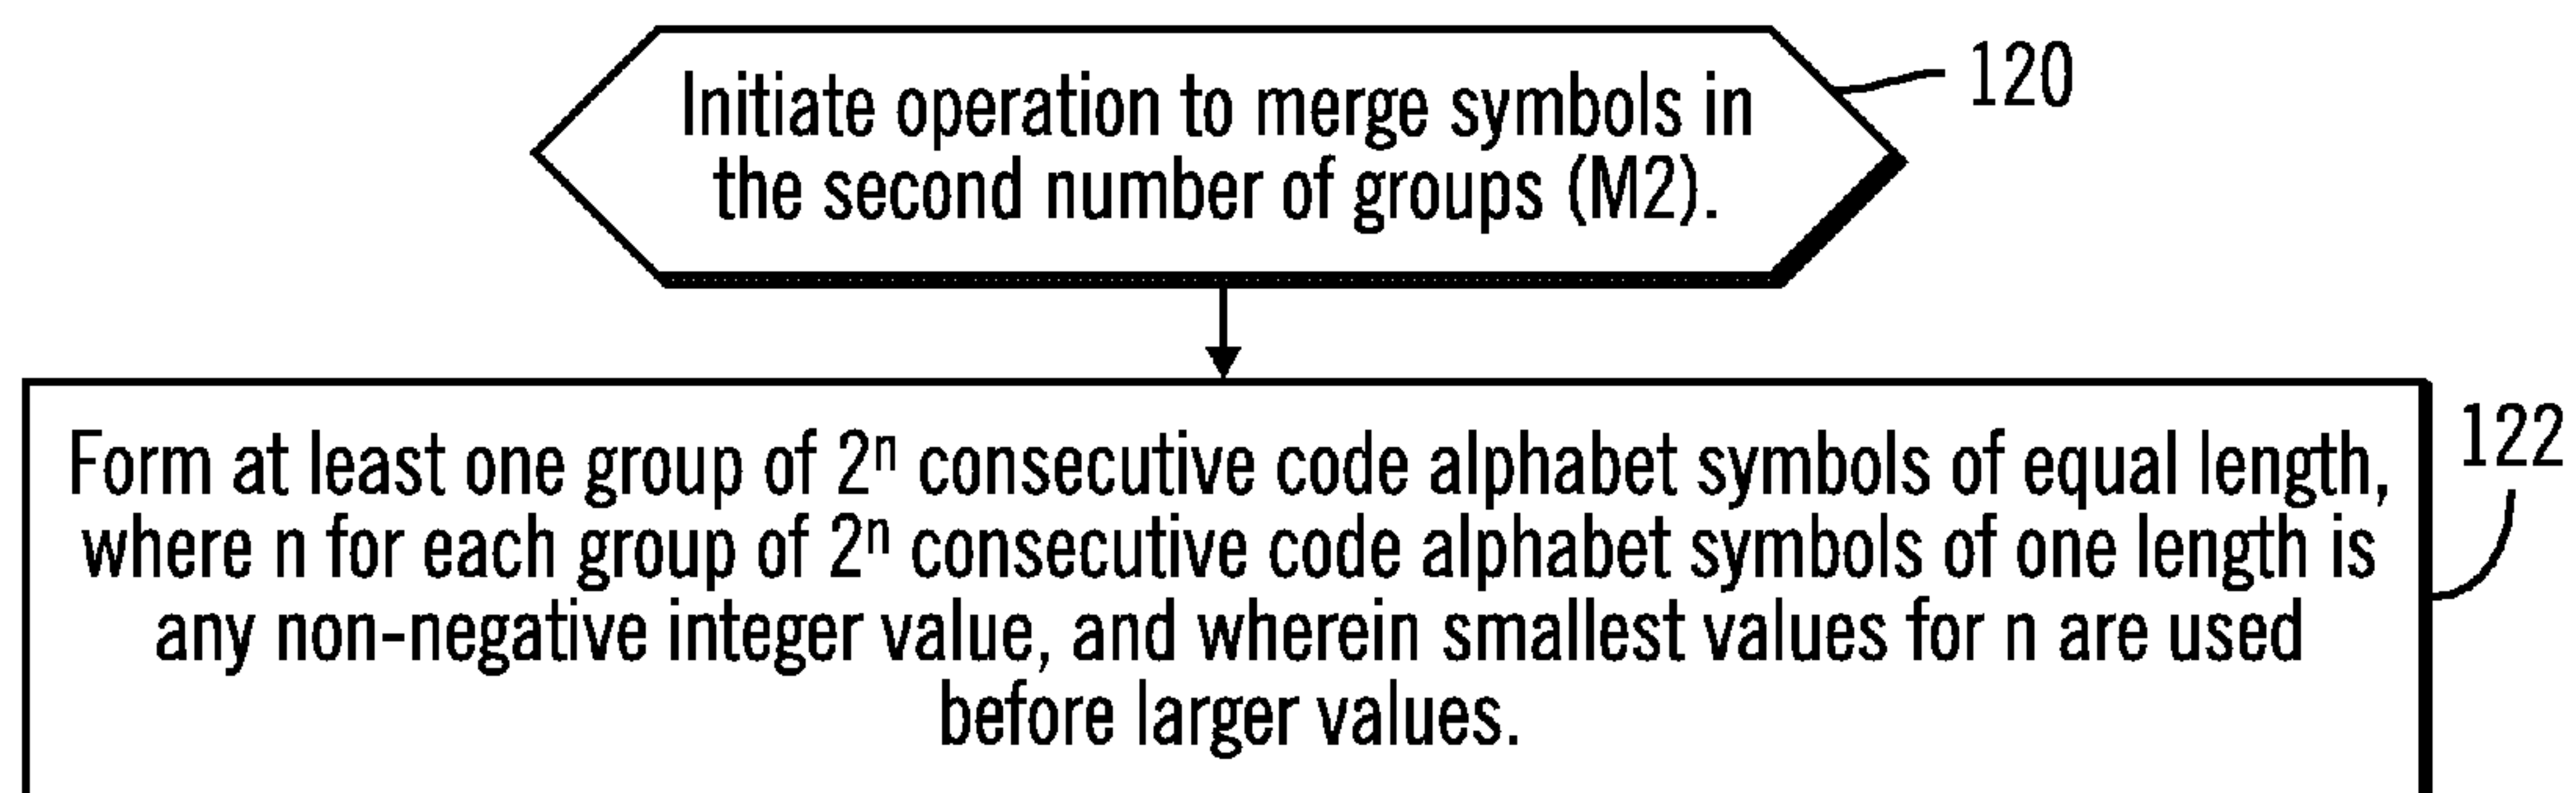 Initiate operation to merge symbols in
the second number of groups (M2).
120
Form at least one group of 2ⁿ consecutive code alphabet symbols of equal length,
where n for each group of 2ⁿ consecutive code alphabet symbols of one length is
any non-negative integer value, and wherein smallest values for n are used
before larger values.
122